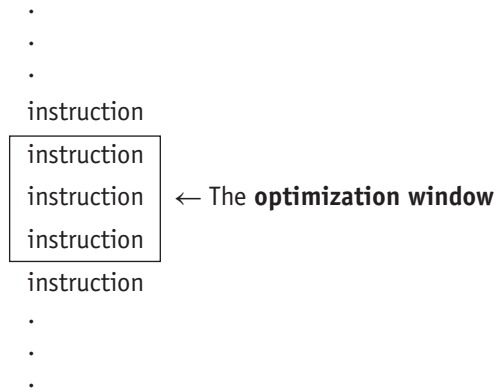 .
.
.
instruction
instruction
instruction ← The optimization window
instruction
instruction
.
.
.